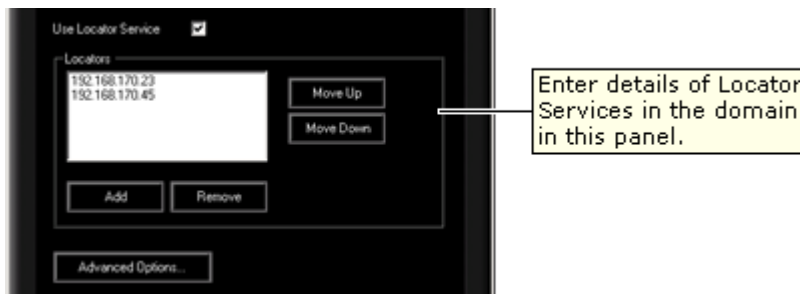 Use Locator Service
Locators
192.168.170.23
192.168.170.45
Move Up
Move Down
Add
Remove
Advanced Options...
Enter details of Locator
Services in the domain
in this panel.